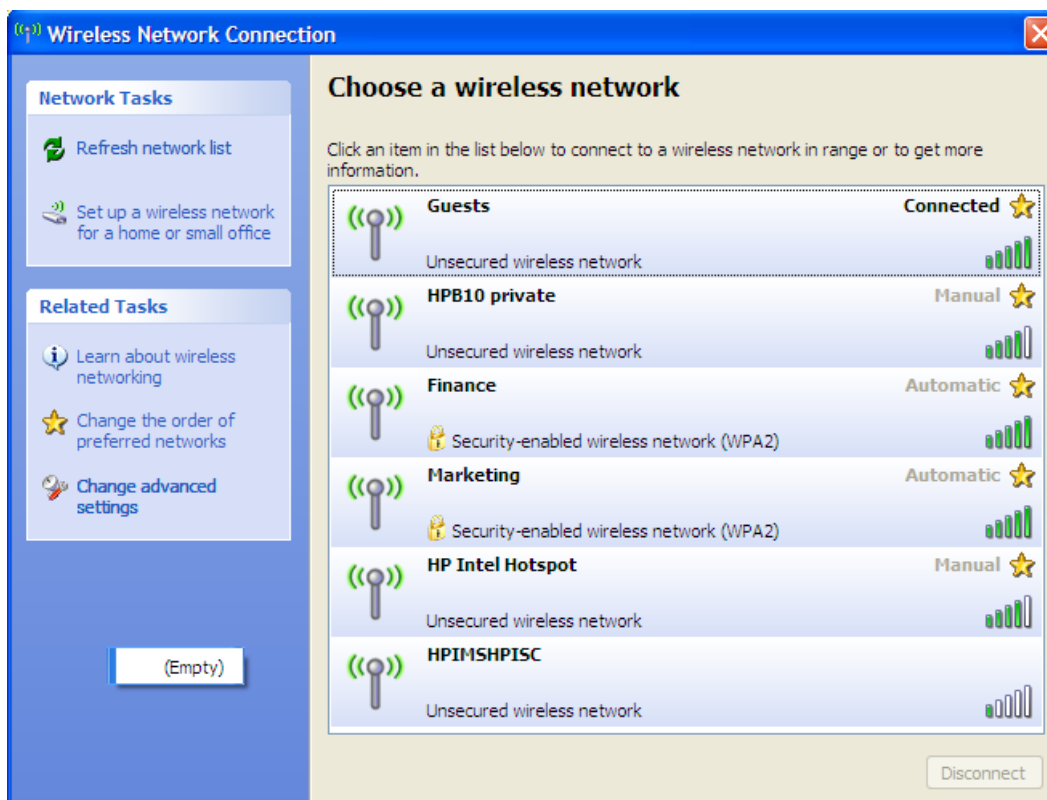 Wireless Network Connection
Network Tasks
Refresh network list
Set up a wireless network
for a home or small office
Related Tasks
Learn about wireless
networking
Change the order of
preferred networks
Change advanced
settings
(Empty)
Choose a wireless network
Click an item in the list below to connect to a wireless network in range or to get more
information.
Guests Connected
Unsecured wireless network
HPB10 private Manual
Unsecured wireless network
Finance Automatic
Security-enabled wireless network (WPA2)
Marketing Automatic
Security-enabled wireless network (WPA2)
HP Intel Hotspot Manual
Unsecured wireless network
HPIMSHPISC
Unsecured wireless network
Disconnect